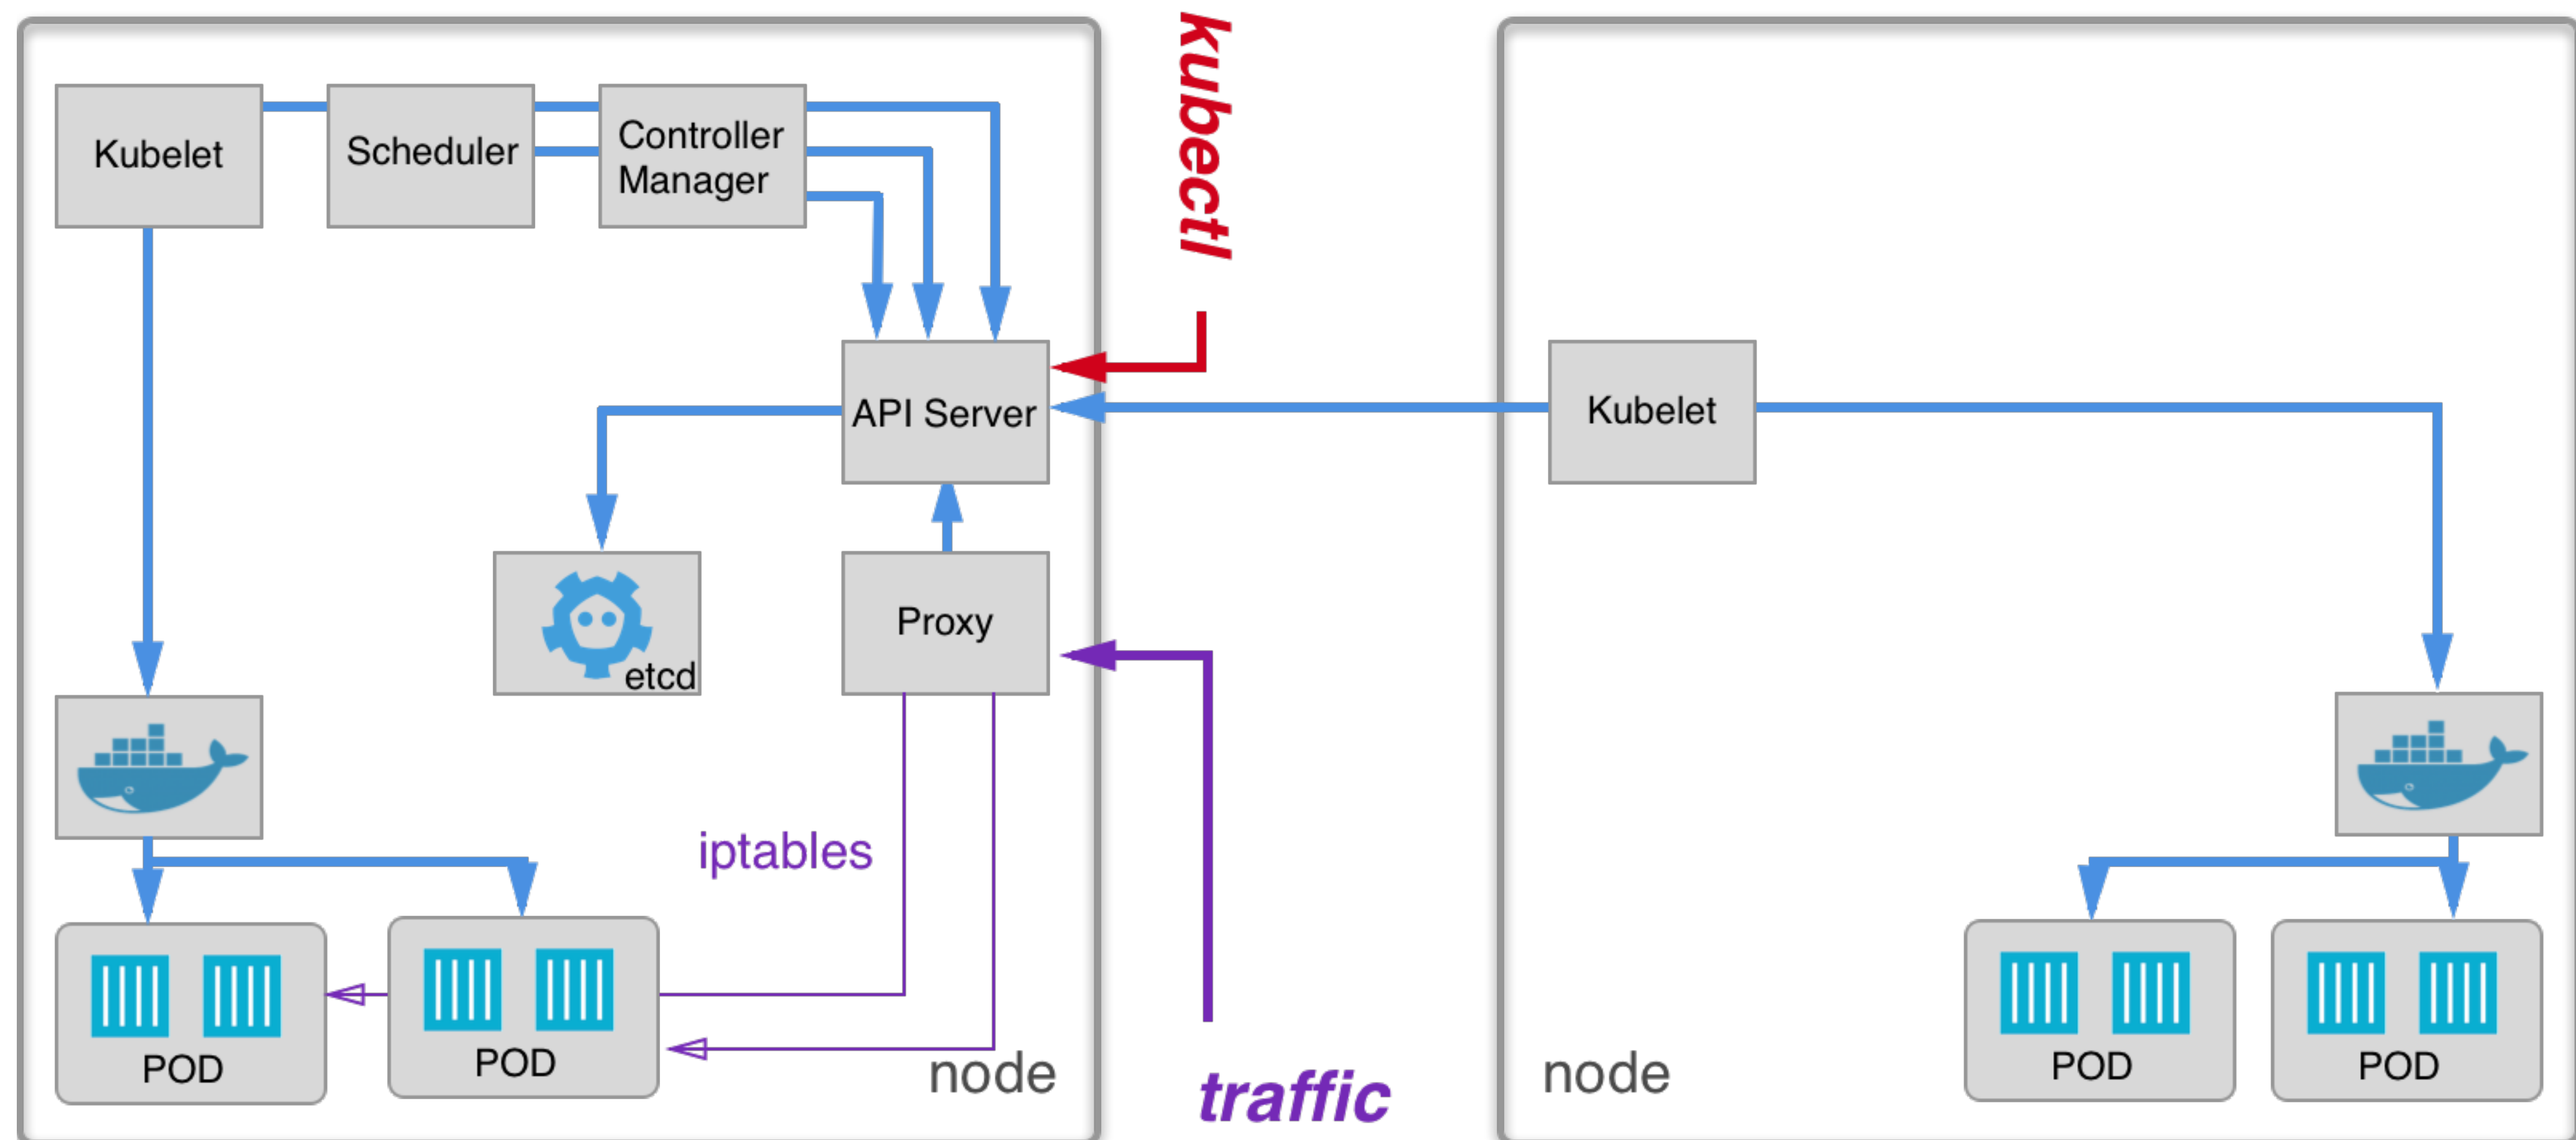 kubectl
Kubelet
Scheduler
Controller
Manager
API Server
Kubelet
etcd
Proxy
iptables
POD
POD
node
traffic
node
POD
POD